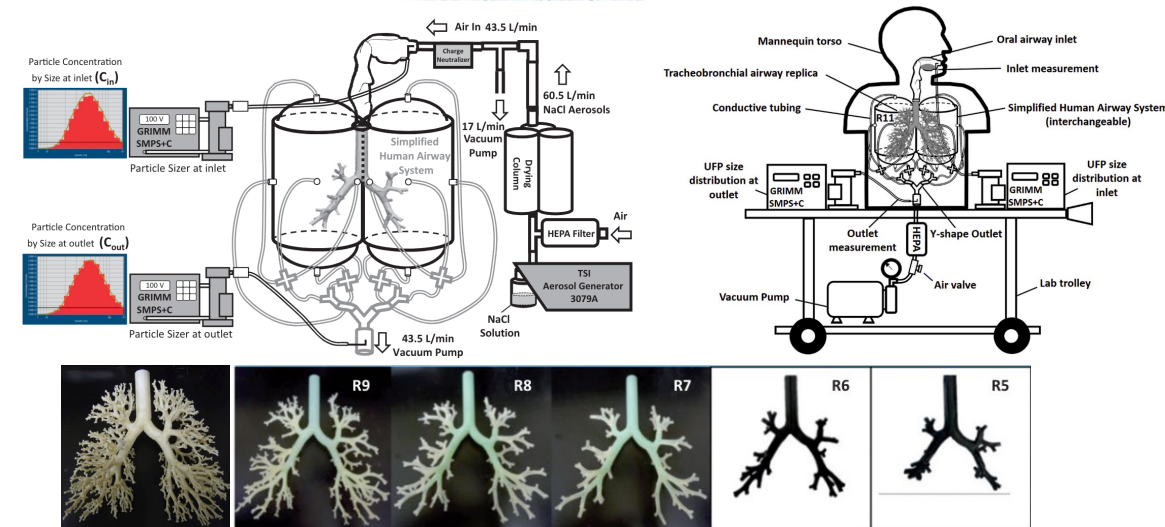 Particle Concentration
by Size at inlet (Cin)
100 V
GRIMM
SMPS+C
Particle Sizer at inlet
Particle Concentration
by Size at outlet (Cout)
100 V
GRIMM
SMPS+C
Particle Sizer at outlet
Air In 43.5 L/min
Charge
Neutralizer
60.5 L/min
NaCl Aerosols
17 L/min
Vacuum
Pump
Simplified
Human Airway
System
Drying
Column
Air
HEPA Filter
TSI
Aerosol Generator
3079A
NaCl
Solution
43.5 L/min
Vacuum Pump
Mannequin torso
Oral airway inlet
Inlet measurement
Tracheobronchial airway replica
Conductive tubing
R11
Simplified Human Airway System
(interchangeable)
UFP size
distribution at
outlet
GRIMM
SMPS+C
GRIMM
SMPS+C
UFP size
distribution at
inlet
Outlet
measurement
Y-shape Outlet
HEPA
Air valve
Vacuum Pump
Lab trolley
R9
R8
R7
R6
R5